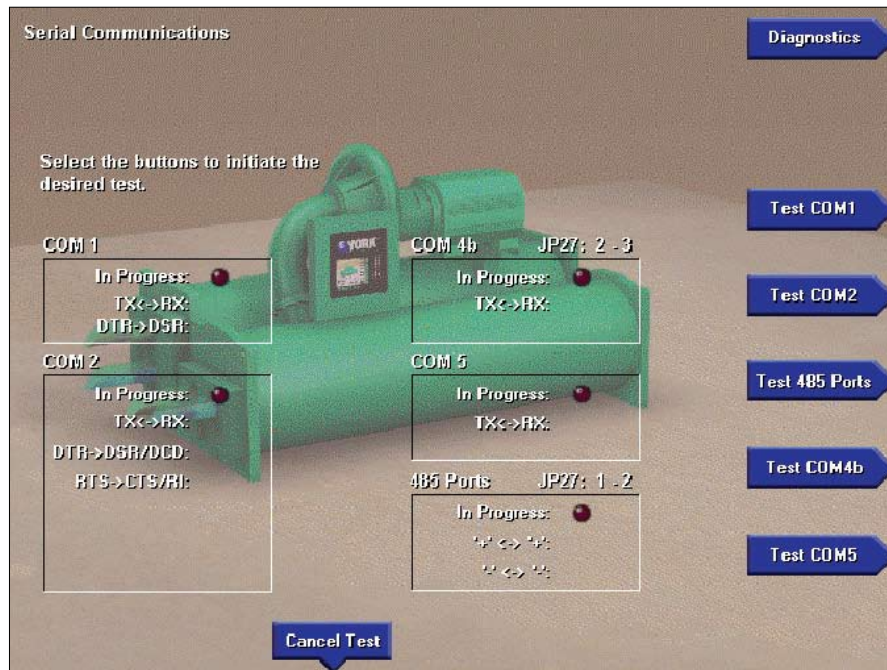 Serial Communications
Diagnostics
Select the buttons to initiate the
desired test.
Test COM1
COM 1
In Progress:
TX<->RX:
DTR->DSR:
COM 4b JP27: 2 - 3
In Progress:
TX<->RX:
YORK
Test COM2
COM 2
In Progress:
TX<->RX:
DTR->DSR/DCD:
RTS->CTS/RI:
COM 5
In Progress:
TX<->RX:
Test 485 Ports
485 Ports JP27: 1 - 2
In Progress:
'+' <-> '+':
'-' <-> '-':
Test COM4b
Test COM5
Cancel Test